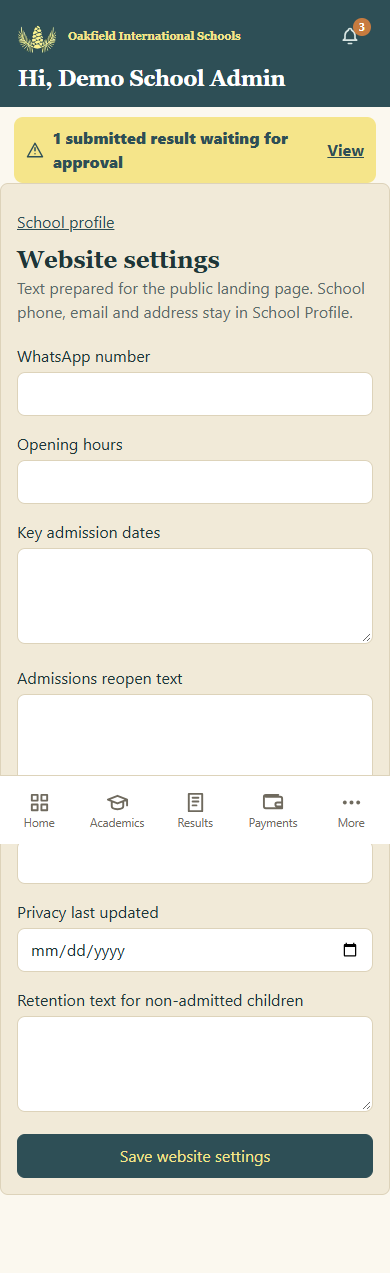 Oakfield International Schools
3
Hi, Demo School Admin
1 submitted result waiting for
approval
View
School profile
Website settings
Text prepared for the public landing page. School
phone, email and address stay in School Profile.
WhatsApp number
Opening hours
Key admission dates
Admissions reopen text
Home
Academics
Results
Payments
More
Privacy last updated
mm/dd/yyyy
Retention text for non-admitted children
Save website settings